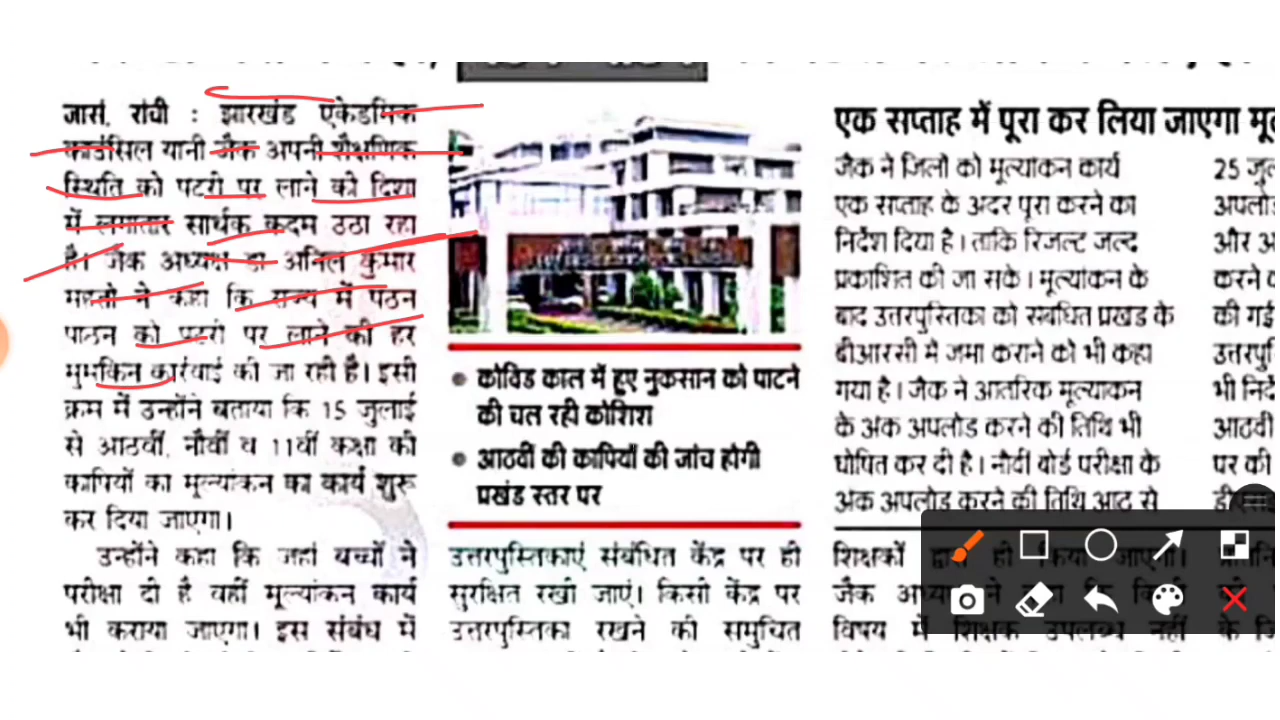 जासं, रांची : झारखंड एकेडमिक
काउंसिल यानी जैक अपनी शैक्षणिक
स्थिति को पटरी पर लाने की दिशा
में लगातार सार्थक कदम उठा रहा
है। जैक अध्यक्ष डा अनिल कुमार
महतो ने कहा कि राज्य में पठन
पाठन को पटरी पर लाने की हर
मुमकिन कार्रवाई की जा रही है। इसी
क्रम में उन्होंने बताया कि 15 जुलाई
से आठवीं, नौवीं व 11वीं कक्षा की
कापियों का मूल्यांकन का कार्य शुरू
कर दिया जाएगा।
उन्होंने कहा कि जहां बच्चों ने
परीक्षा दी है वहीं मूल्यांकन कार्य
भी कराया जाएगा। इस संबंध में
कोविड काल में हुए नुकसान को पाटने
की चल रही कोशिश
आठवीं की कापियों की जांच होगी
प्रखंड स्तर पर
उत्तरपुस्तिकाएं संबंधित केंद्र पर ही
सुरक्षित रखी जाएं। किसी केंद्र पर
उत्तरपुस्तिका रखने की समुचित
एक सप्ताह में पूरा कर लिया जाएगा
जैक ने जिलों को मूल्यांकन कार्य
एक सप्ताह के अंदर पूरा करने का
निर्देश दिया है। ताकि रिजल्ट जल्द
प्रकाशित की जा सके। मूल्यांकन के
बाद उत्तरपुस्तिका को संबंधित प्रखंड के
बीआरसी में जमा कराने को भी कहा
गया है। जैक ने आंतरिक मूल्यांकन
के अंक अपलोड करने की तिथि भी
घोषित कर दी है। नौवीं बोर्ड परीक्षा के
अंक अपलोड करने की तिथि आठ से
शिक्षकों द्वारा ही किया जाएगा।
जैक ने कि
विषय में शिक्षक उपलब्ध नहीं
25
और
करने
की गई
भी
आठवीं
पर की
के